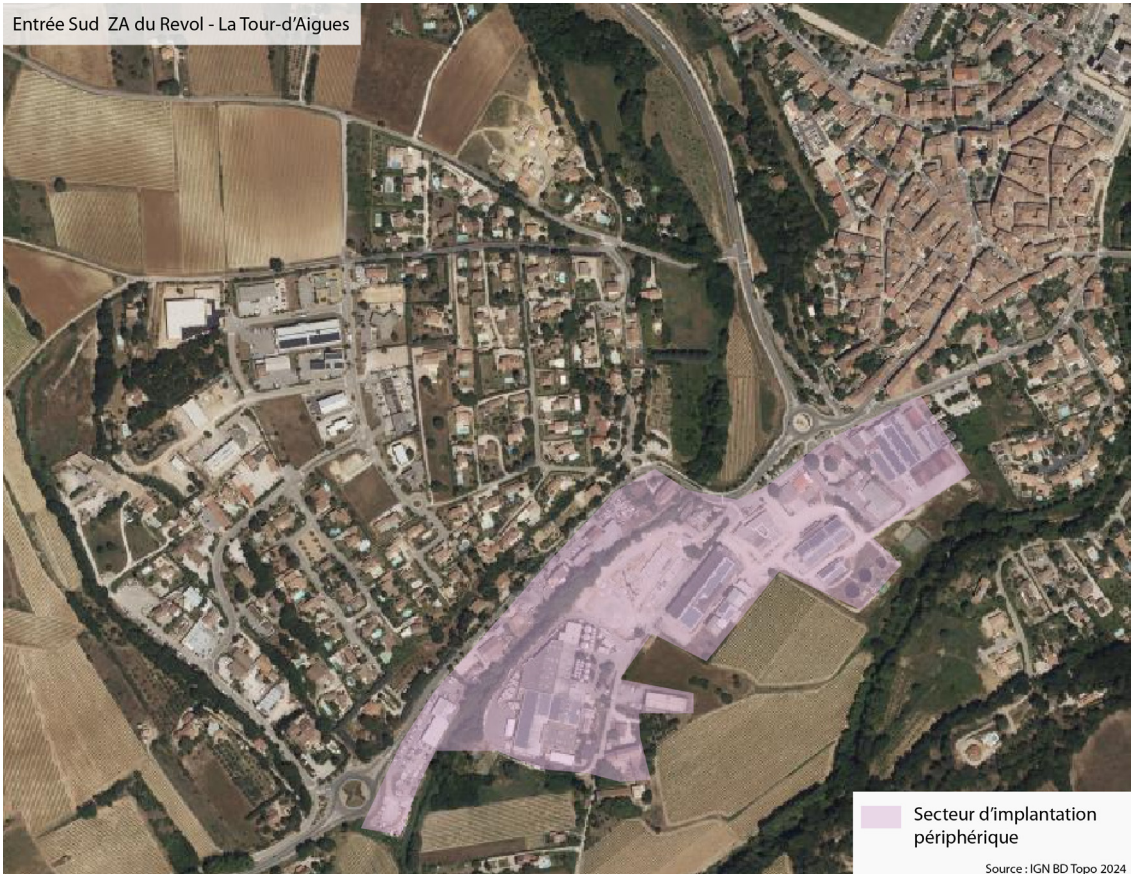 Entrée Sud  ZA du Revol - La Tour-d'Aigues
Secteur d'implantation
périphérique
Source : IGN BD Topo 2024